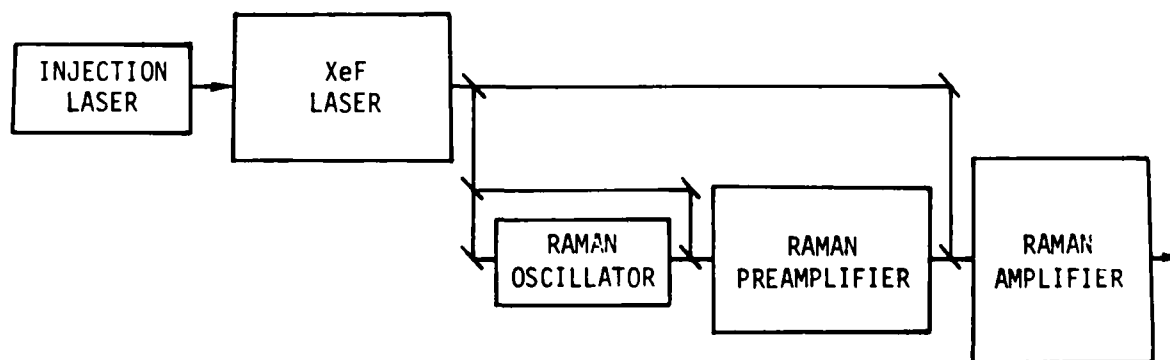 INJECTION
LASER
XeF
LASER
RAMAN
OSCILLATOR
RAMAN
PREAMPLIFIER
RAMAN
AMPLIFIER